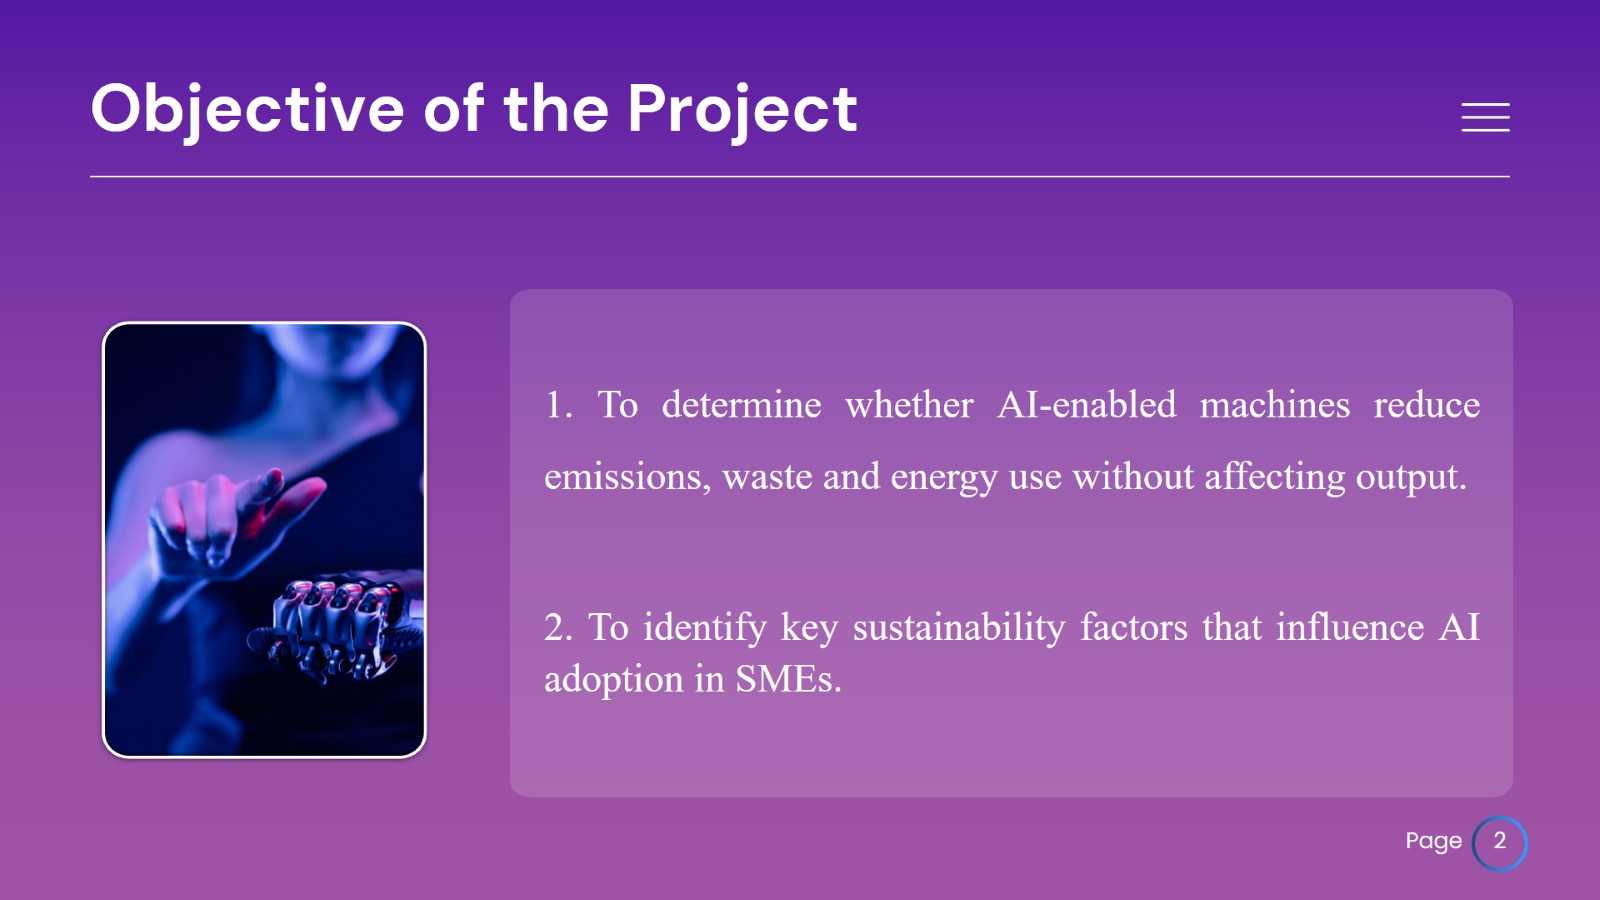 Objective of the Project
1. To determine whether AI-enabled machines reduce
emissions, waste and energy use without affecting output.
2. To identify key sustainability factors that influence AI
adoption in SMEs.
Page 2